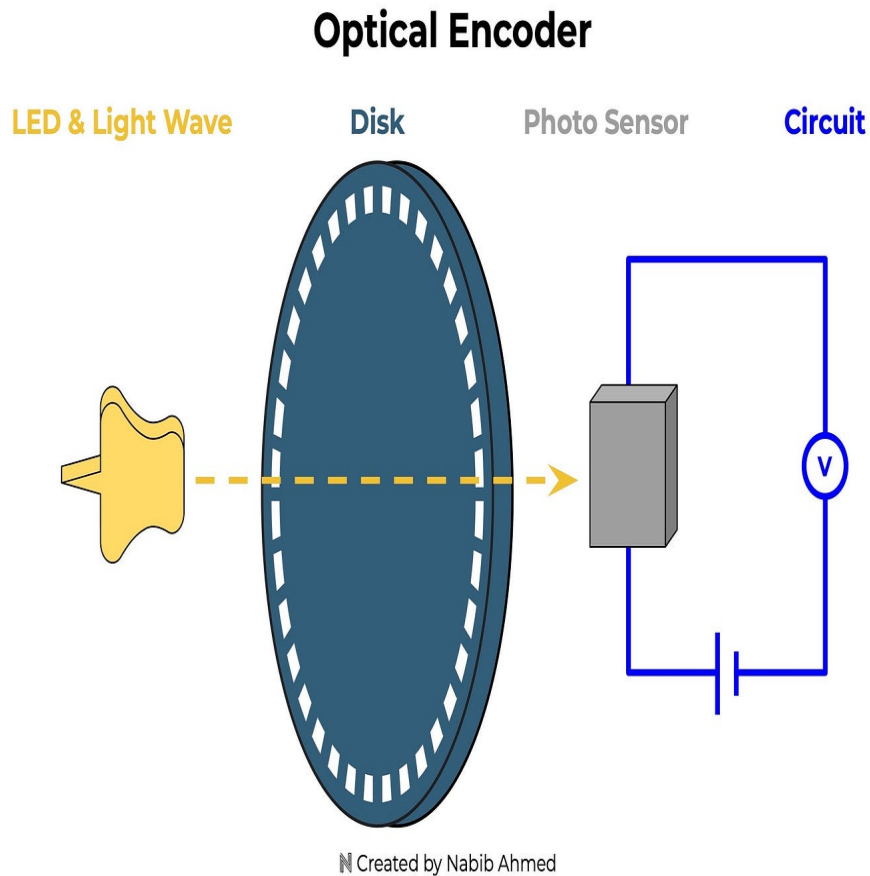 Optical Encoder
LED & Light Wave
Disk
Photo Sensor
Circuit
V
Created by Nabib Ahmed